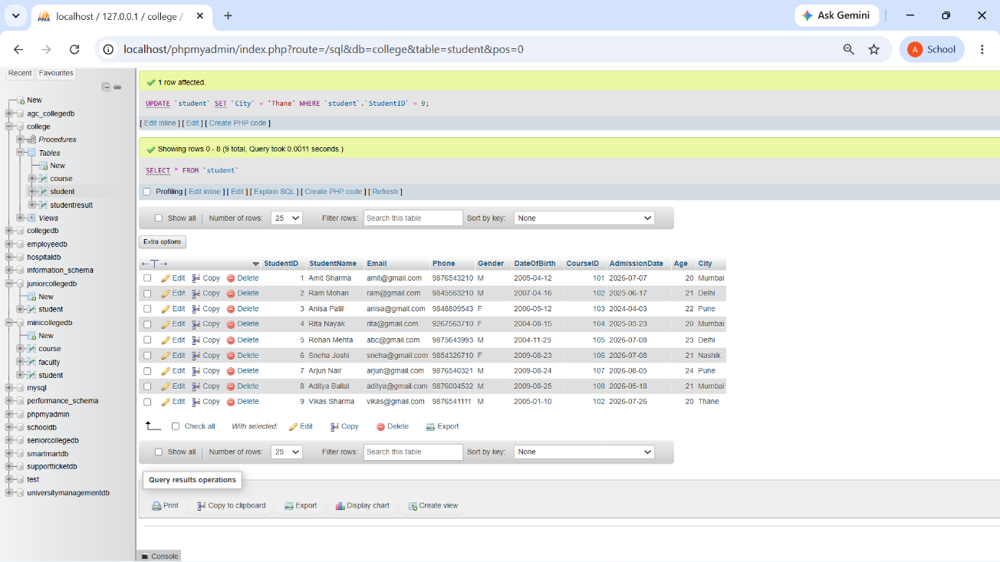 localhost / 127.0.0.1 / college /
Ask Gemini
localhost/phpmyadmin/index.php?route=/sql&db=college&table=student&pos=0
A School
Recent Favourites
New
agc_collegedb
college
Procedures
Tables
New
course
student
studentresult
Views
collegedb
employeedb
hospitaldb
information_schema
juniorcollegedb
New
student
minicollegedb
New
course
faculty
student
mysql
performance_schema
phpmyadmin
schooldb
seniorcollegedb
smartmartdb
supportticketdb
test
universitymanagementdb
1 row affected.
UPDATE `student` SET `City` = 'Thane' WHERE `student`.`StudentID` = 9;
[ Edit inline ] [ Edit ] [ Create PHP code ]
Showing rows 0 - 8 (9 total, Query took 0.0011 seconds.)
SELECT * FROM `student`
Profiling [ Edit inline ] [ Edit ] [ Explain SQL ] [ Create PHP code ] [ Refresh ]
Show all Number of rows: 25 Filter rows: Search this table Sort by key: None
Extra options
←T→ StudentID StudentName Email Phone Gender DateOfBirth CourseID AdmissionDate Age City
Edit Copy Delete 1 Amit Sharma amit@gmail.com 9876543210 M 2005-04-12 101 2026-07-07 20 Mumbai
Edit Copy Delete 2 Ram Mohan ram@gmail.com 9845563210 M 2007-04-16 102 2025-06-17 21 Delhi
Edit Copy Delete 3 Anisa Patil anisa@gmail.com 9848809543 F 2006-05-12 103 2024-04-03 22 Pune
Edit Copy Delete 4 Rita Nayak rita@gmail.com 9267563710 F 2004-08-15 104 2025-03-23 20 Mumbai
Edit Copy Delete 5 Rohan Mehta abc@gmail.com 9875643993 M 2004-11-25 105 2026-07-08 23 Delhi
Edit Copy Delete 6 Sneha Joshi sneha@gmail.com 9854326710 F 2009-08-23 106 2026-07-08 21 Nashik
Edit Copy Delete 7 Arjun Nair arjun@gmail.com 9876540321 M 2009-08-24 107 2026-08-05 24 Pune
Edit Copy Delete 8 Aditya Ballal aditya@gmail.com 9876004532 M 2009-08-25 108 2026-05-18 21 Mumbai
Edit Copy Delete 9 Vikas Sharma vikas@gmail.com 9876541111 M 2005-01-10 102 2026-07-26 20 Thane
Check all With selected: Edit Copy Delete Export
Show all Number of rows: 25 Filter rows: Search this table Sort by key: None
Query results operations
Print Copy to clipboard Export Display chart Create view
Console